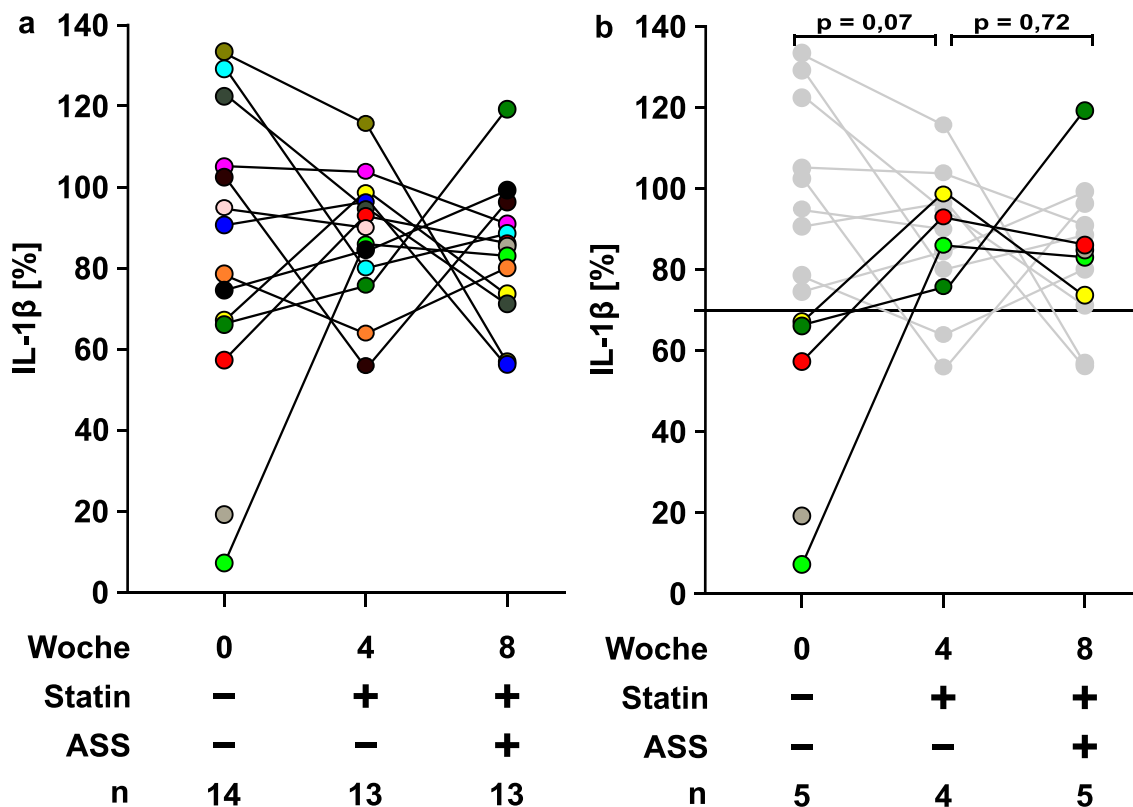 a
IL-1β [%]
140
120
100
80
60
40
20
0
Woche 0 4 8
Statin − + +
ASS − − +
n 14 13 13
b
p = 0,07 p = 0,72
IL-1β [%]
140
120
100
80
60
40
20
0
Woche 0 4 8
Statin − + +
ASS − − +
n 5 4 5